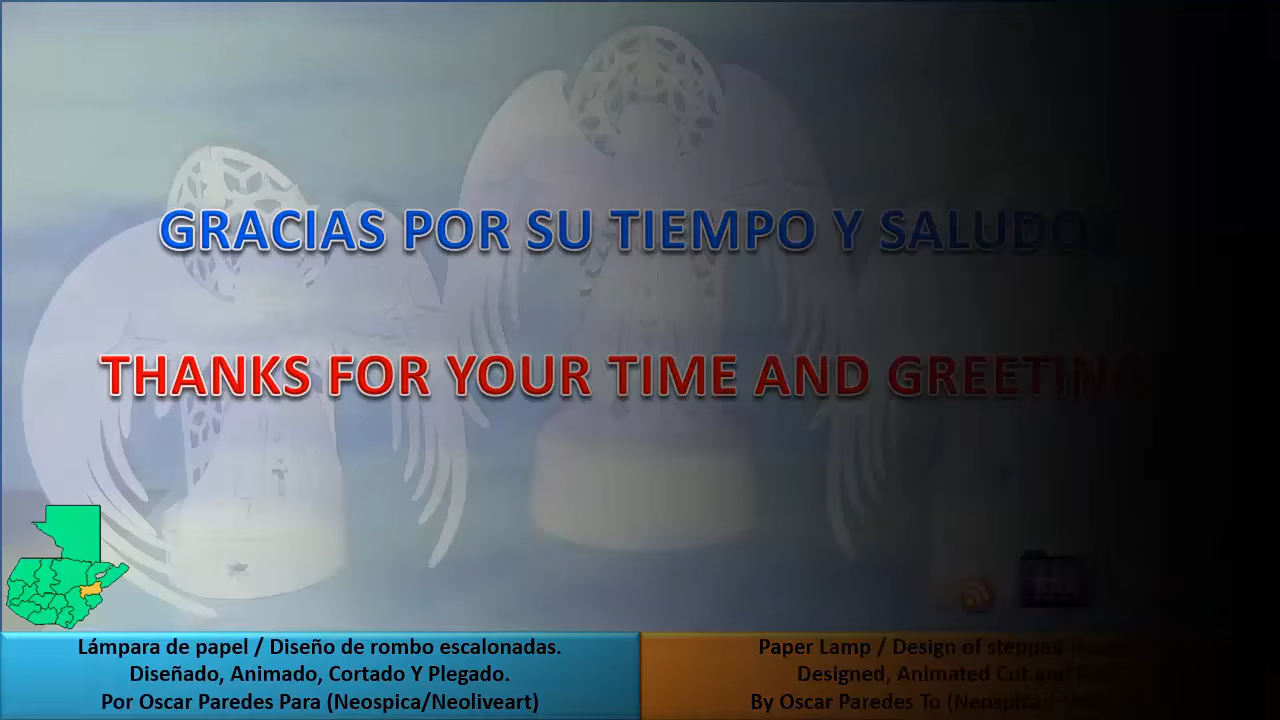 GRACIAS POR SU TIEMPO Y SALUDO
THANKS FOR YOUR TIME AND GREETING
Lámpara de papel / Diseño de rombo escalonadas.
Diseñado, Animado, Cortado Y Plegado.
Por Oscar Paredes Para (Neospica/Neoliveart)
Paper Lamp / Design of stepped
Designed, Animated Cut and
By Oscar Paredes To (Neospica /